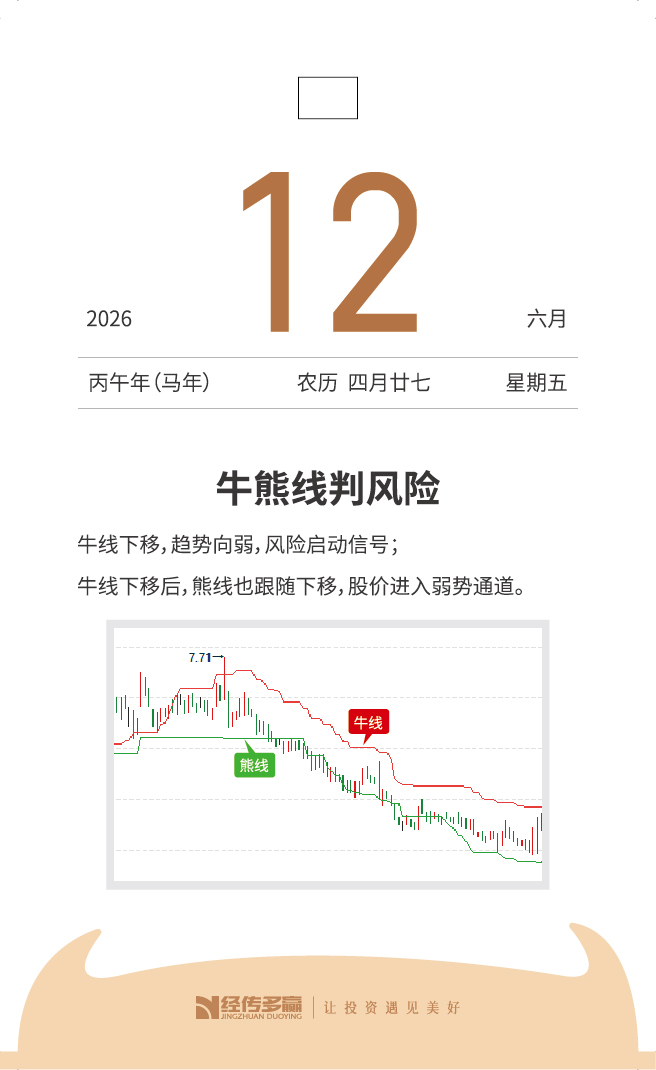 12
2026
六月
丙午年(马年)
农历 四月廿七
星期五
牛熊线判风险
牛线下移,趋势向弱,风险启动信号;
牛线下移后,熊线也跟随下移,股价进入弱势通道。
7.71→
牛线
熊线
经传多赢
JINGZHUAN DUOYING
让投资遇见美好